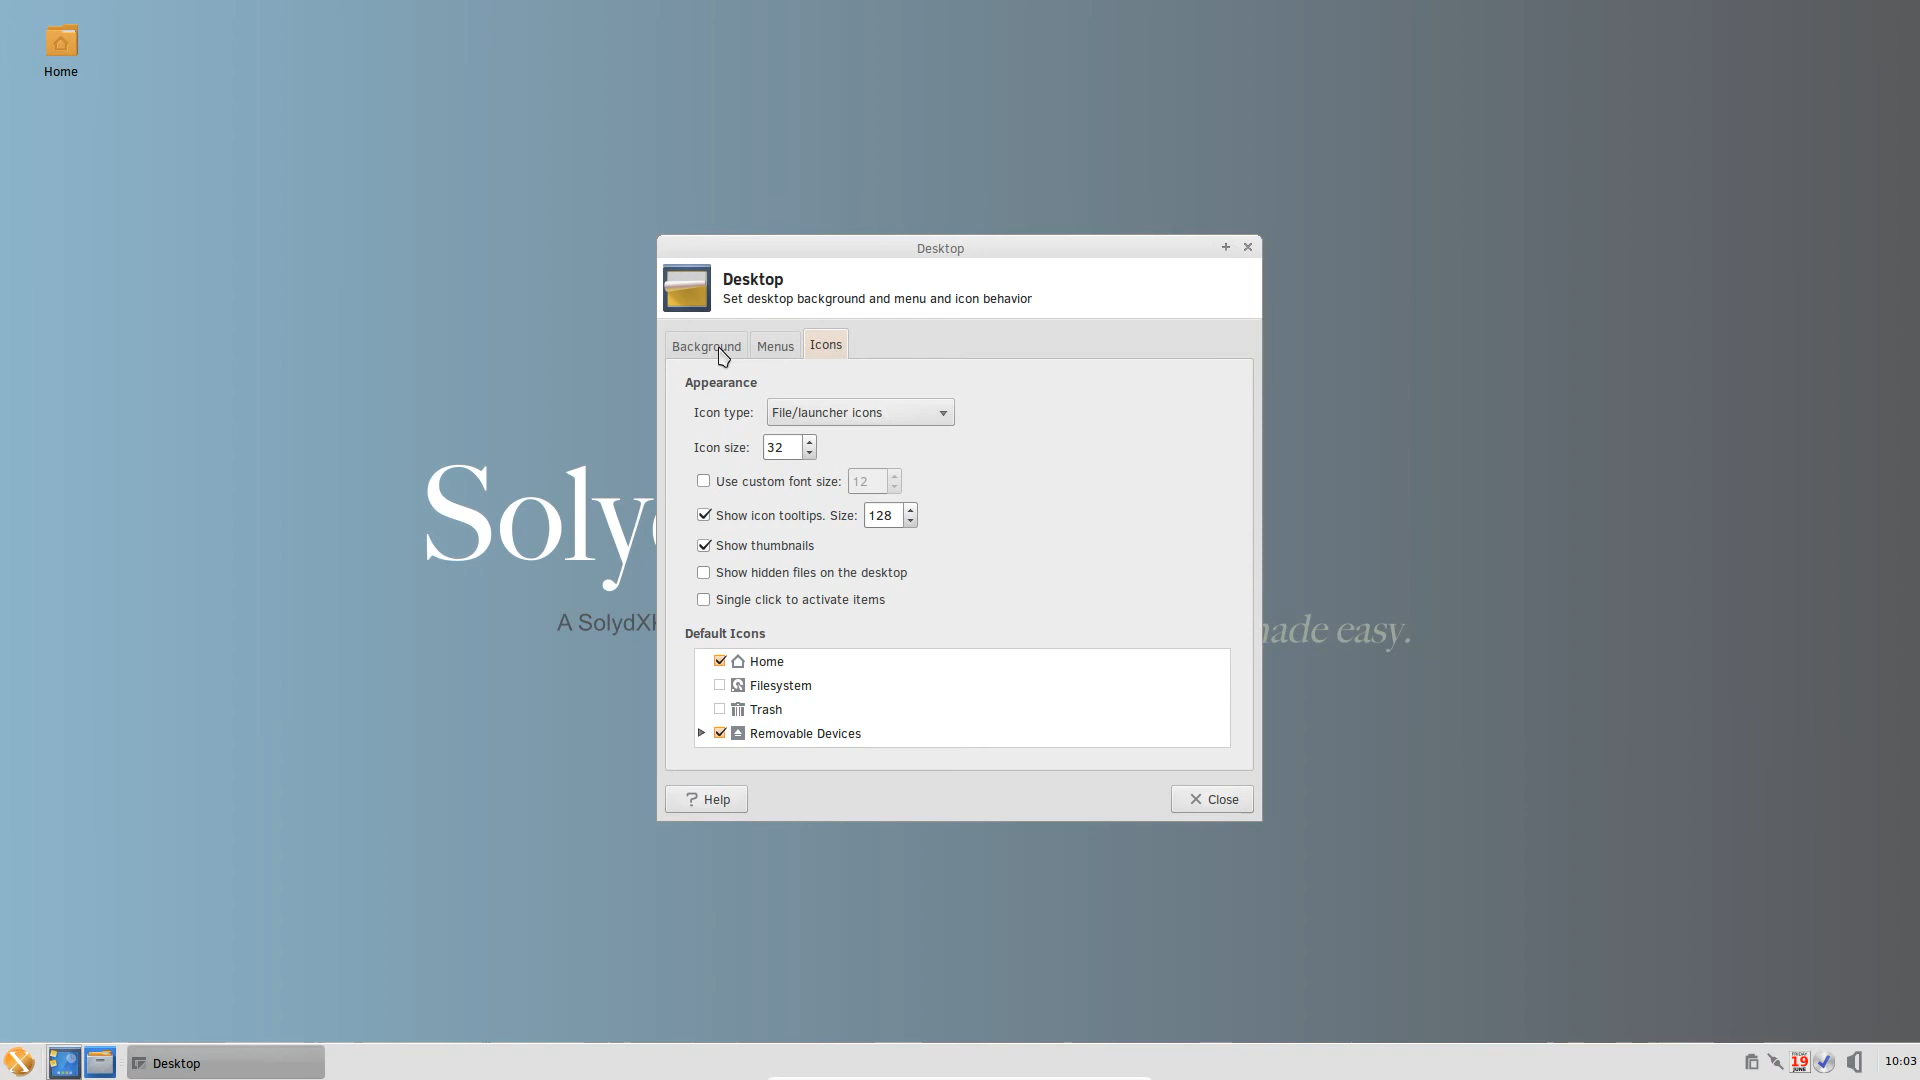 Home
Desktop
Desktop
Set desktop background and menu and icon behavior
Background Menus Icons
Appearance
Icon type: File/launcher icons
Icon size: 32
Use custom font size: 12
Show icon tooltips. Size: 128
Show thumbnails
Show hidden files on the desktop
Single click to activate items
Default Icons
Home
Filesystem
Trash
Removable Devices
Help Close
Soly
A SolydX
made easy.
Desktop
FRIDAY
19
JUNE
10:03